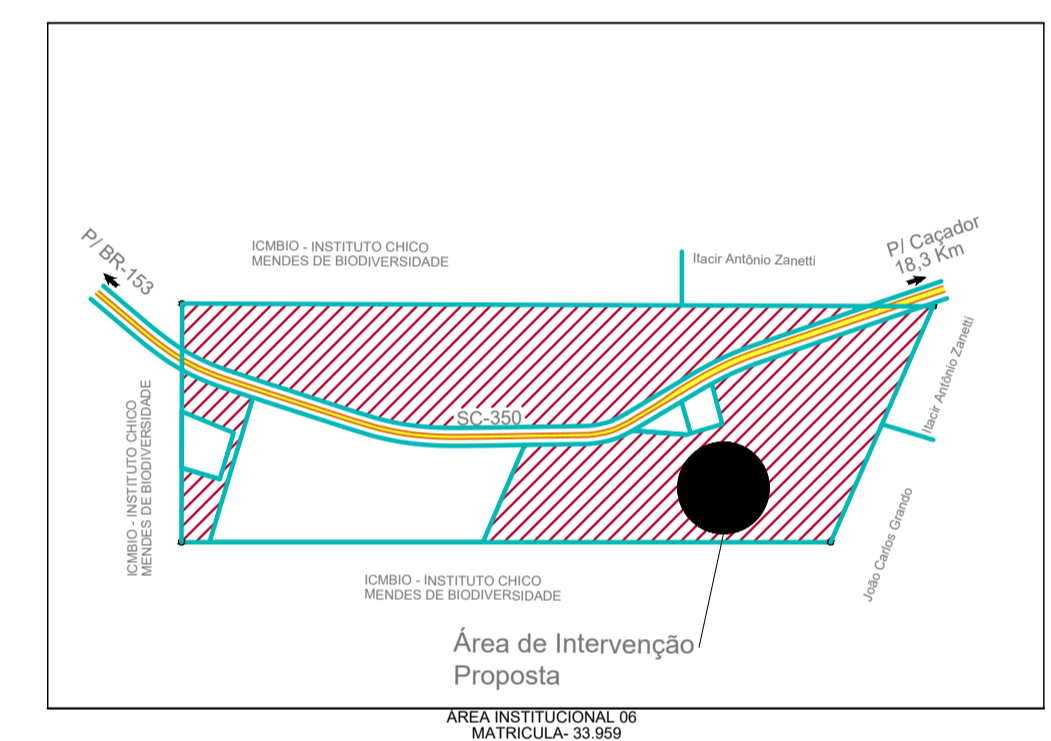 P/ BR-153
ICMBIO - INSTITUTO CHICO
MENDES DE BIODIVERSIDADE
Itacir Antônio Zanetti
P/ Caçador
18,3 Km
ICMBIO - INSTITUTO CHICO
MENDES DE BIODIVERSIDADE
SC-350
Itacir Antônio Zanetti
João Carlos Grando
ICMBIO - INSTITUTO CHICO
MENDES DE BIODIVERSIDADE
Área de Intervenção
Proposta
ÁREA INSTITUCIONAL 06
MATRICULA- 33.959